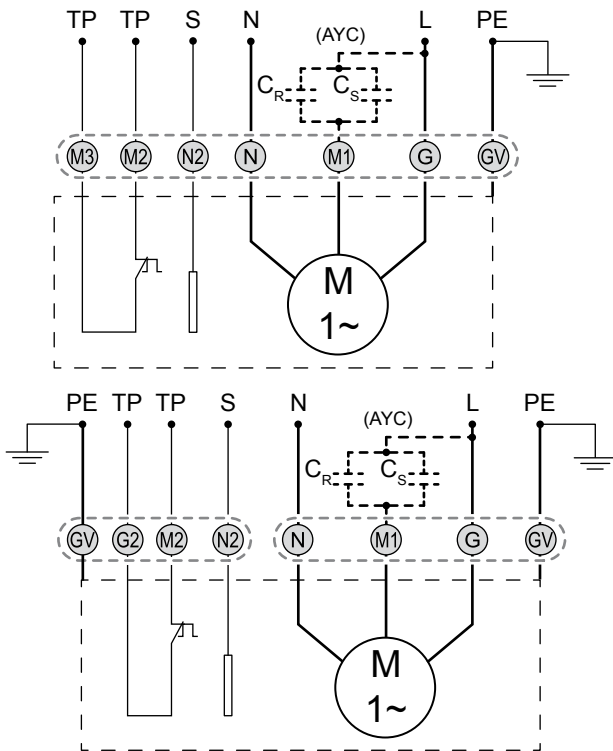 TP TP S N (AYC) L PE
C_R C_S
M3 M2 N2 N M1 G GV
M
1~
PE TP TP S N (AYC) L PE
C_R C_S
GV G2 M2 N2 N M1 G GV
M
1~